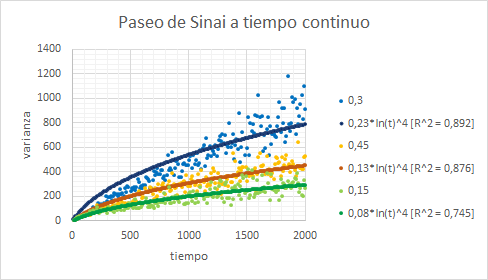 Paseo de Sinai a tiempo continuo
1400
1200
1000
800
600
400
200
0
varianza
0
500
1000
1500
2000
tiempo
0,3
0,23*ln(t)^4 [R^2 = 0,892]
0,45
0,13*ln(t)^4 [R^2 = 0,876]
0,15
0,08*ln(t)^4 [R^2 = 0,745]